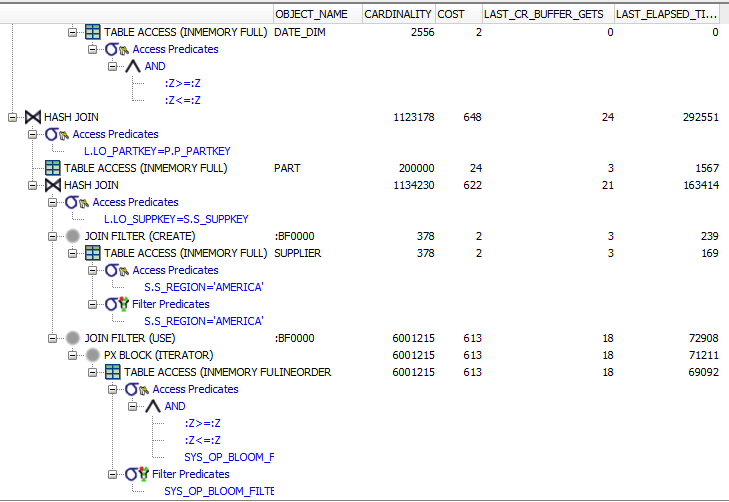 OBJECT_NAME CARDINALITY COST LAST_CR_BUFFER_GETS LAST_ELAPSED_TI...
TABLE ACCESS (INMEMORY FULL) DATE_DIM 2556 2 0 0
Access Predicates
AND
:Z>=:Z
:Z<=:Z
HASH JOIN 1123178 648 24 292551
Access Predicates
L.LO_PARTKEY=P.P_PARTKEY
TABLE ACCESS (INMEMORY FULL) PART 200000 24 3 1567
HASH JOIN 1134230 622 21 163414
Access Predicates
L.LO_SUPPKEY=S.S_SUPPKEY
JOIN FILTER (CREATE) :BF0000 378 2 3 239
TABLE ACCESS (INMEMORY FULL) SUPPLIER 378 2 3 169
Access Predicates
S.S_REGION='AMERICA'
Filter Predicates
S.S_REGION='AMERICA'
JOIN FILTER (USE) :BF0000 6001215 613 18 72908
PX BLOCK (ITERATOR) 6001215 613 18 71211
TABLE ACCESS (INMEMORY FULINEORDER 6001215 613 18 69092
Access Predicates
AND
:Z>=:Z
:Z<=:Z
SYS_OP_BLOOM_F
Filter Predicates
SYS_OP_BLOOM_FILTE